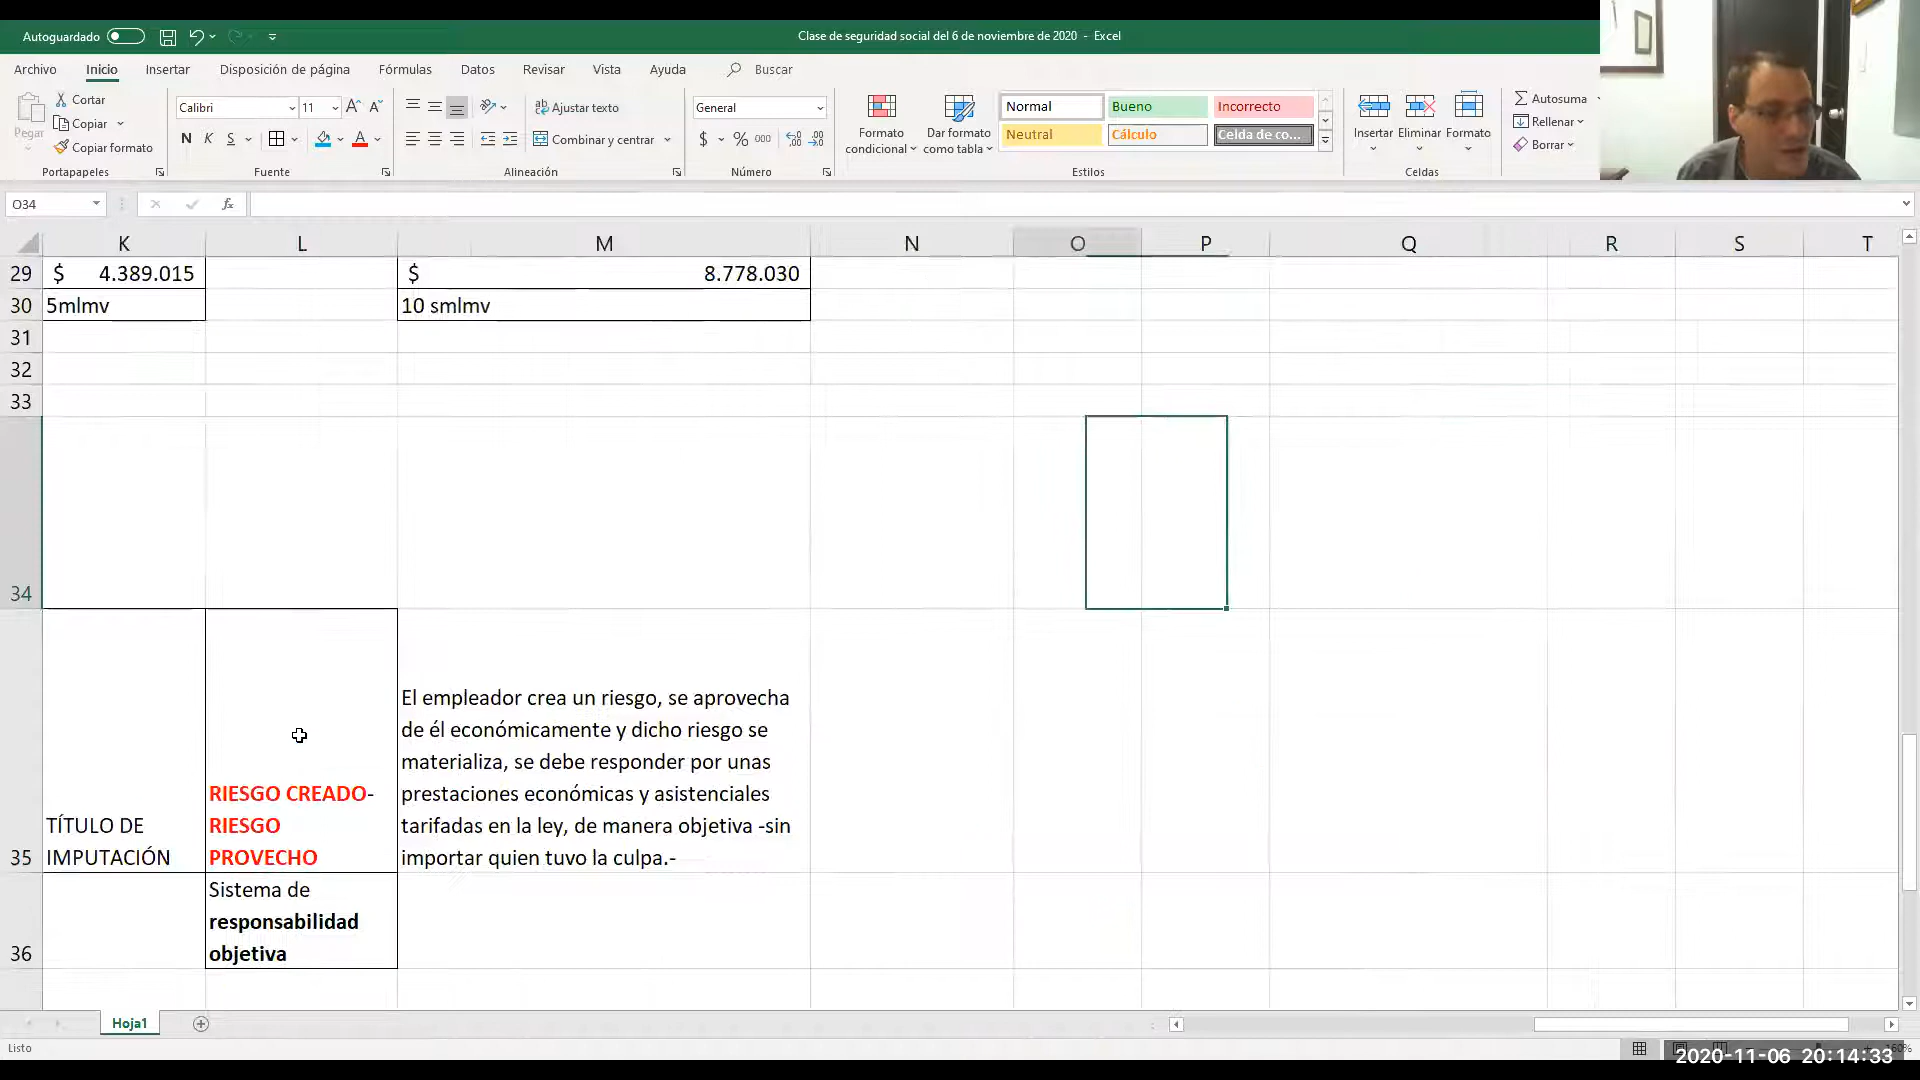 Autoguardado
Clase de seguridad social del 6 de noviembre de 2020 - Excel
Archivo Inicio Insertar Disposición de página Fórmulas Datos Revisar Vista Ayuda Buscar
Pegar
Cortar
Copiar
Copiar formato
Portapapeles
Calibri 11
N K S
Fuente
Ajustar texto
Combinar y centrar
Alineación
General
$ % 000
Número
Formato condicional
Dar formato como tabla
Normal Bueno Incorrecto
Neutral Cálculo Celda de co...
Estilos
Insertar Eliminar Formato
Celdas
Autosuma
Rellenar
Borrar
O34
fx
K L M N O P Q R S T
29 $ 4.389.015 $ 8.778.030
30 5mlmv 10 smlmv
31
32
33
34
35
TÍTULO DE
IMPUTACIÓN
RIESGO CREADO-
RIESGO
PROVECHO
El empleador crea un riesgo, se aprovecha
de él económicamente y dicho riesgo se
materializa, se debe responder por unas
prestaciones económicas y asistenciales
tarifadas en la ley, de manera objetiva -sin
importar quien tuvo la culpa.-
36
Sistema de
responsabilidad
objetiva
Hoja1
Listo
2020-11-06 20:14:33